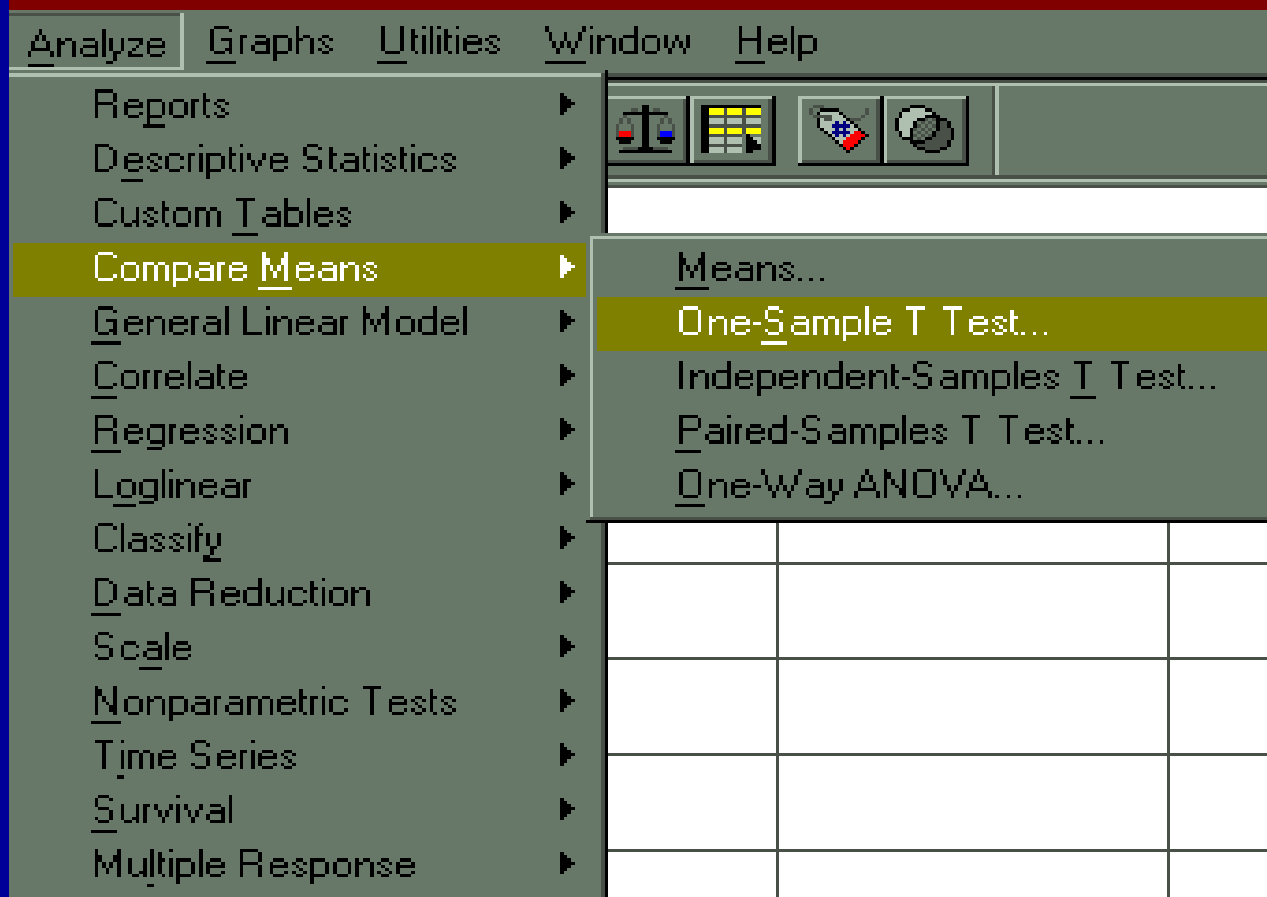 Analyze Graphs Utilities Window Help
Reports
Descriptive Statistics
Custom Tables
Compare Means
General Linear Model
Correlate
Regression
Loglinear
Classify
Data Reduction
Scale
Nonparametric Tests
Time Series
Survival
Multiple Response
Means...
One-Sample T Test...
Independent-Samples T Test...
Paired-Samples T Test...
One-Way ANOVA...